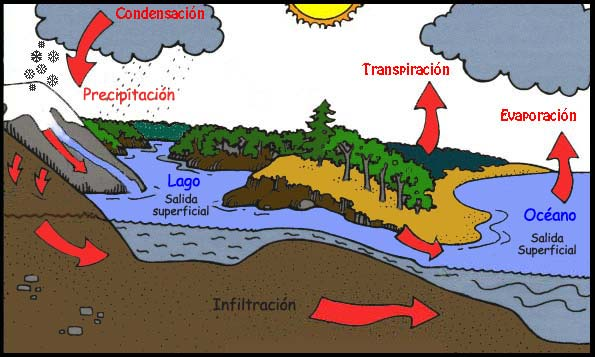 Condensación
Precipitación
Transpiración
Evaporación
Lago
Salida
superficial
Océano
Salida
Superficial
Infiltración